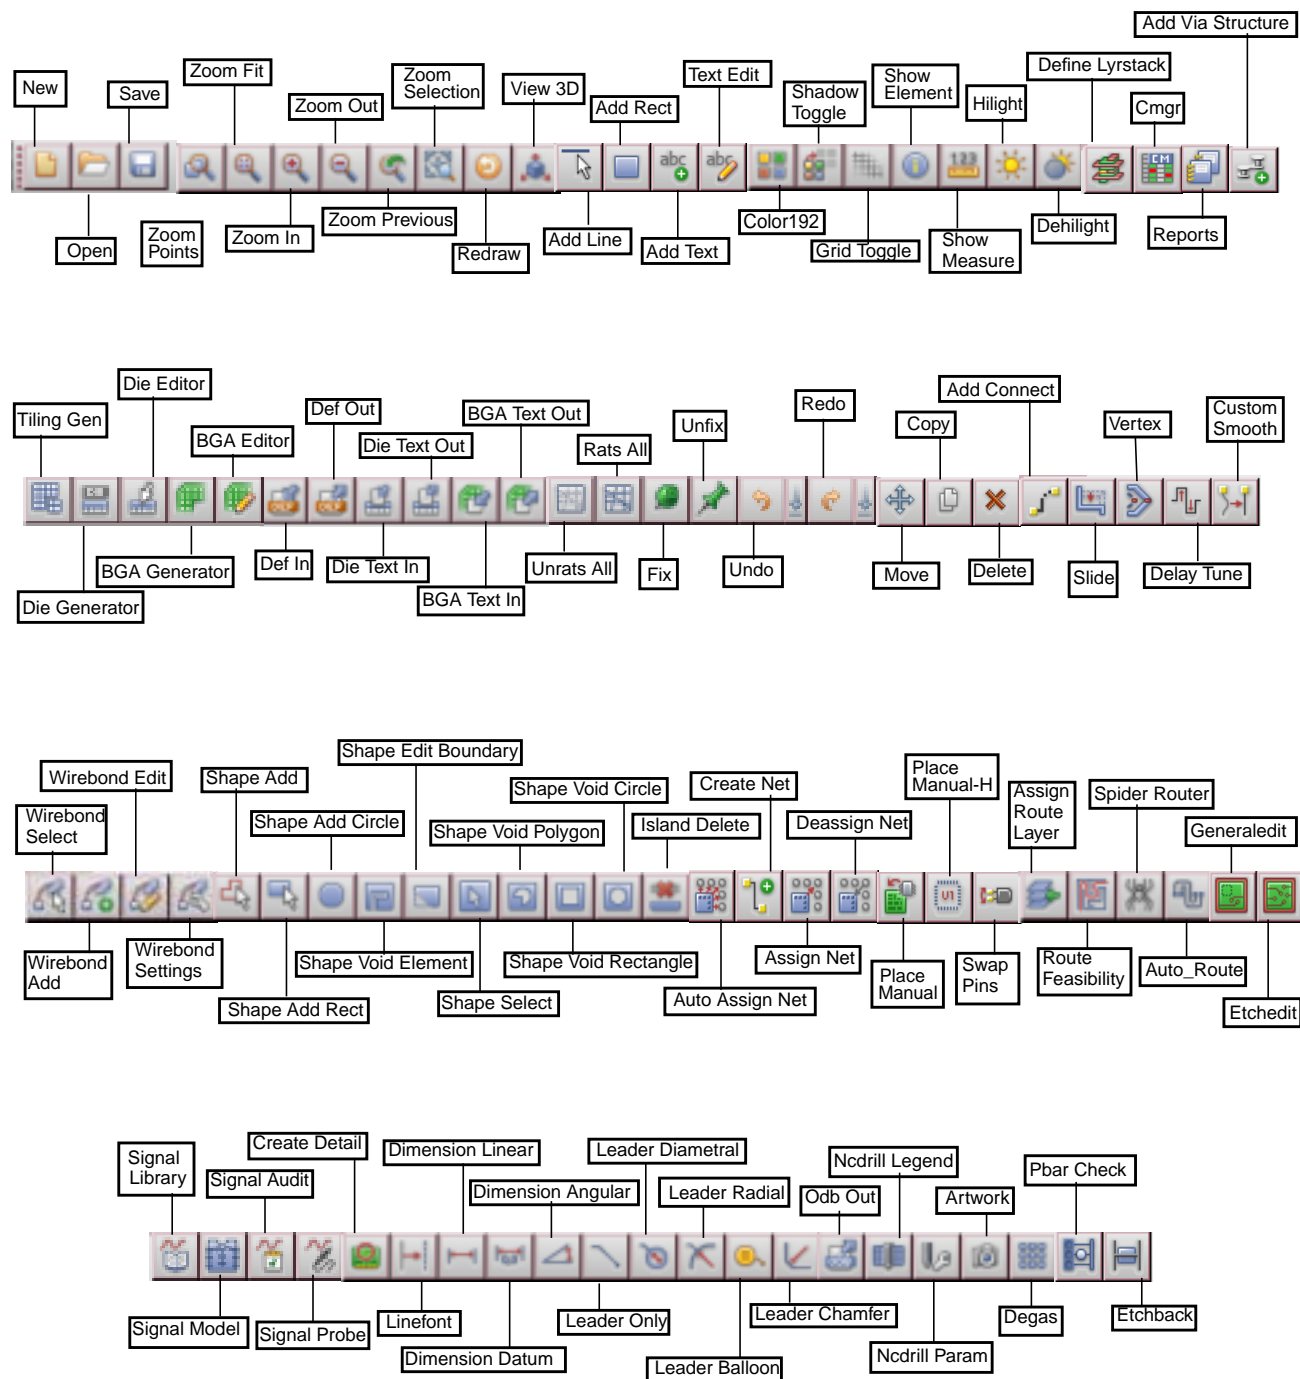 Add Via Structure
Zoom Fit
Zoom
Selection
Text Edit
Show
Element
Define Lyrstack
New
Save
Zoom Out
View 3D
Add Rect
Shadow
Toggle
Hilight
Cmgr
abc
abc
123
CM
Open
Zoom
Points
Zoom In
Zoom Previous
Redraw
Add Line
Add Text
Color192
Grid Toggle
Show
Measure
Dehilight
Reports
Tiling Gen
Die Editor
BGA Editor
Def Out
Die Text Out
BGA Text Out
Rats All
Unfix
Redo
Copy
Add Connect
Vertex
Custom
Smooth
Die Generator
BGA Generator
Def In
Die Text In
BGA Text In
Unrats All
Fix
Undo
Move
Delete
Slide
Delay Tune
Wirebond
Select
Wirebond Edit
Shape Add
Shape Add Circle
Shape Edit Boundary
Shape Void Polygon
Shape Void Circle
Island Delete
Create Net
Deassign Net
Place
Manual-H
Assign
Route
Layer
Spider Router
Generaledit
U1
Wirebond
Add
Wirebond
Settings
Shape Add Rect
Shape Void Element
Shape Select
Shape Void Rectangle
Auto Assign Net
Assign Net
Place
Manual
Swap
Pins
Route
Feasibility
Auto_Route
Etchedit
Signal
Library
Signal Audit
Create Detail
Dimension Linear
Dimension Angular
Leader Diametral
Leader Radial
Odb Out
Ncdrill Legend
Artwork
Pbar Check
Signal Model
Signal Probe
Linefont
Dimension Datum
Leader Only
Leader Balloon
Leader Chamfer
Ncdrill Param
Degas
Etchback